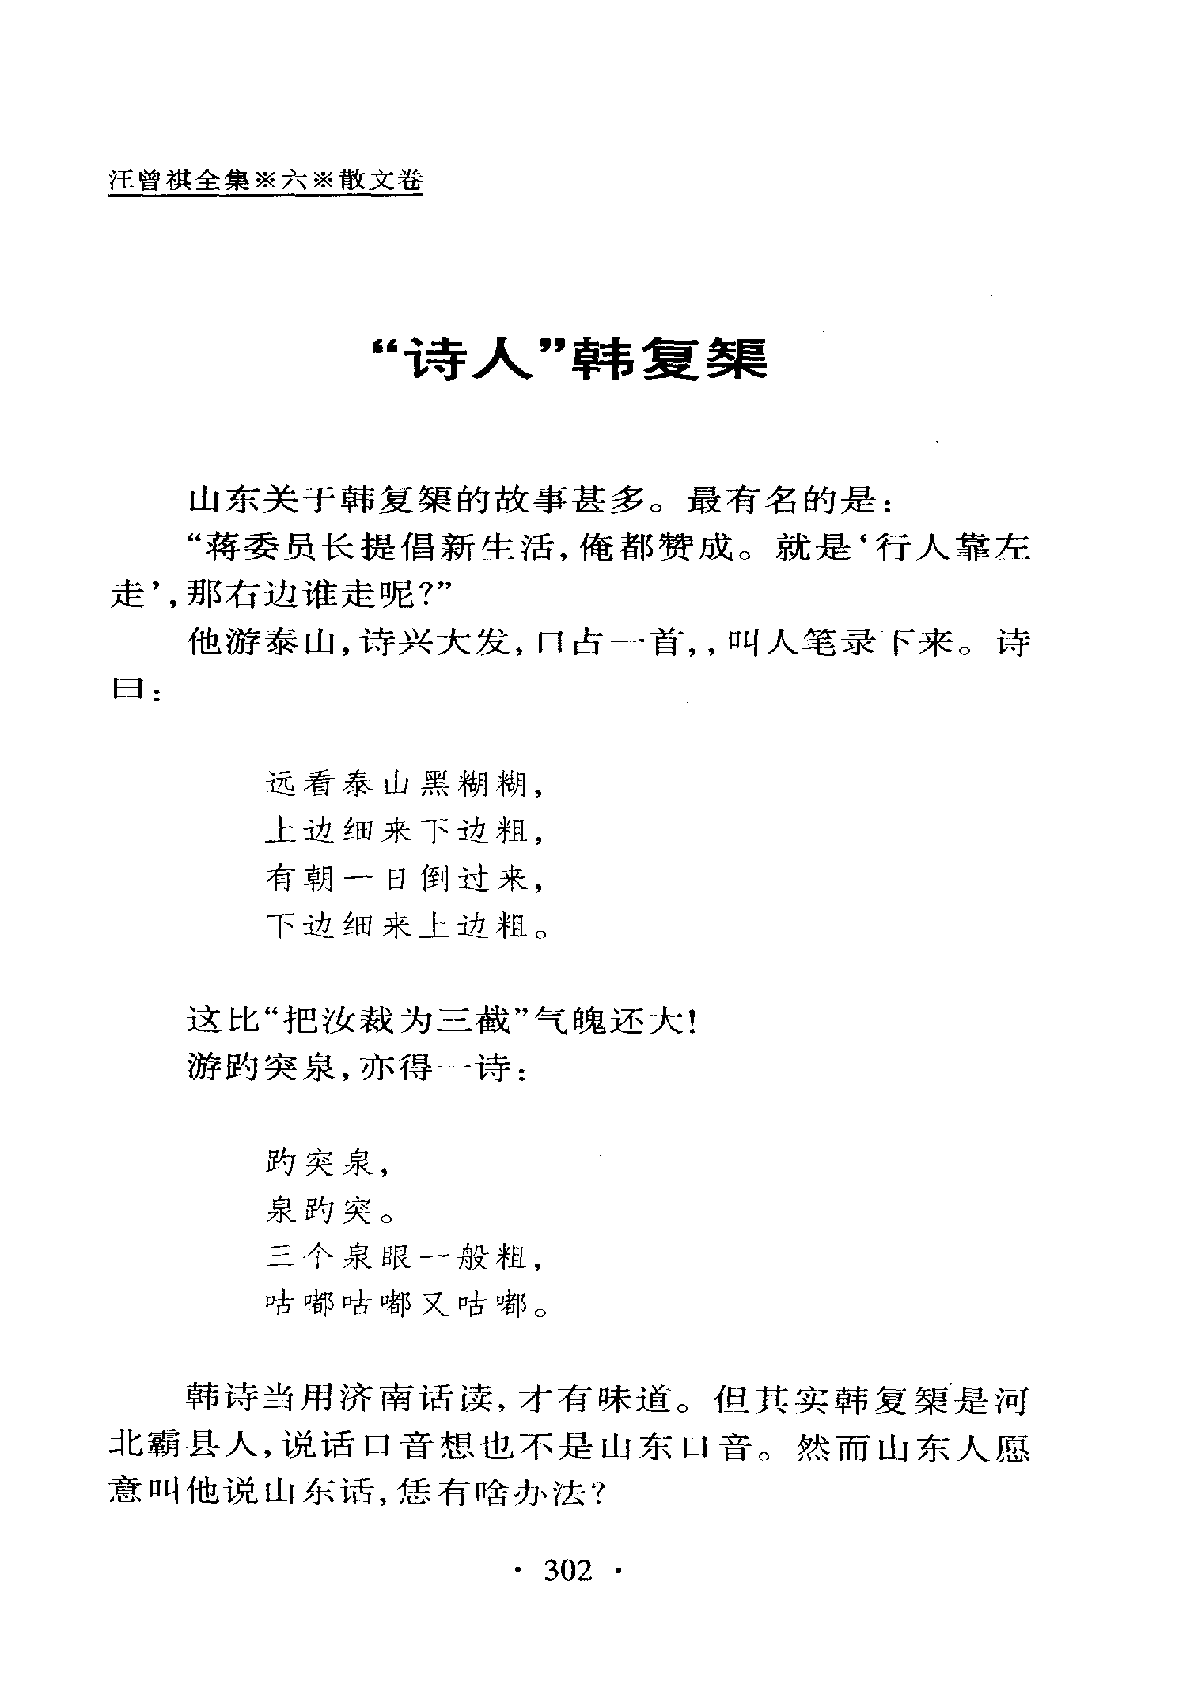 汪曾祺全集※六※散文卷
“诗人”韩复榘
山东关于韩复榘的故事甚多。最有名的是：
“蒋委员长提倡新生活，俺都赞成。就是‘行人靠左
走’，那右边谁走呢？”
他游泰山，诗兴大发，口占一首，，叫人笔录下来。诗
曰：
远看泰山黑糊糊，
上边细来下边粗，
有朝一日倒过来，
下边细来上边粗。
这比“把汝裁为三截”气魄还大！
游趵突泉，亦得一诗：
趵突泉，
泉趵突。
三个泉眼一般粗，
咕嘟咕嘟又咕嘟。
韩诗当用济南话读，才有味道。但其实韩复榘是河
北霸县人，说话口音想也不是山东口音。然而山东人愿
意叫他说山东话，恁有啥办法？
· 302 ·